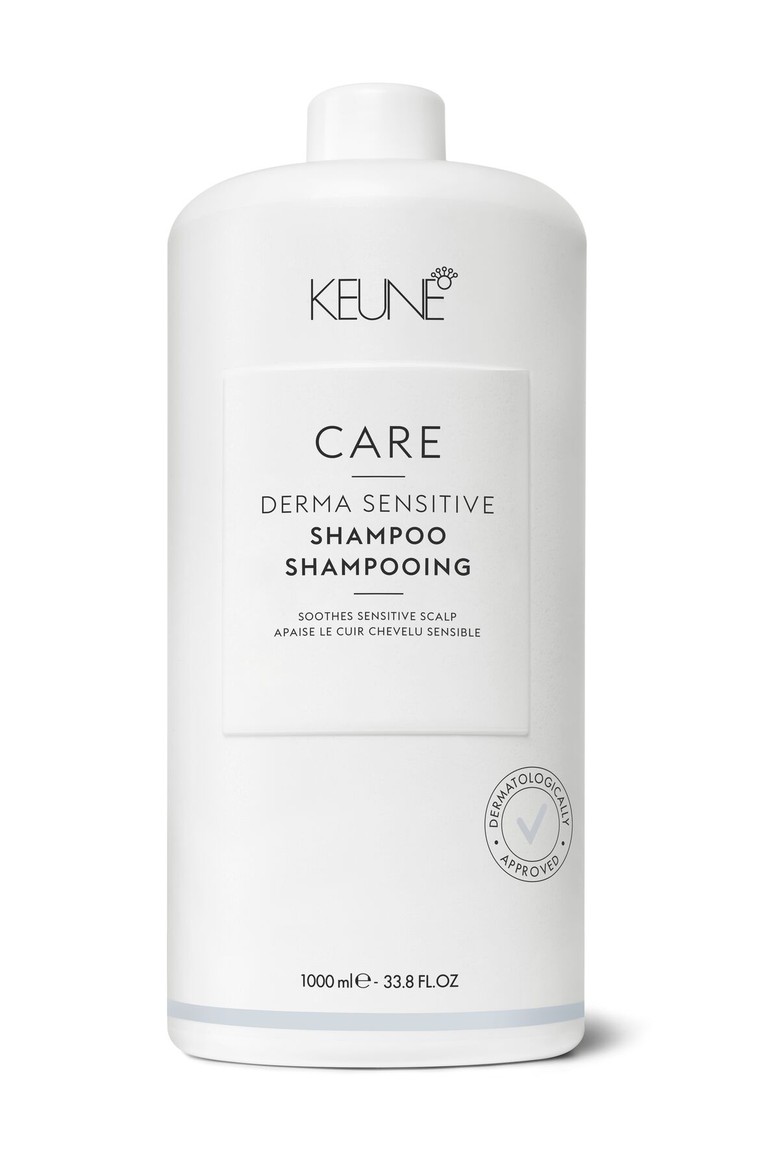 KEUNE
CARE
DERMA SENSITIVE
SHAMPOO
SHAMPOOING
SOOTHES SENSITIVE SCALP
APAISE LE CUIR CHEVELU SENSIBLE
DERMATOLOGICALLY
APPROVED
1000 ml℮ - 33.8 FL.OZ